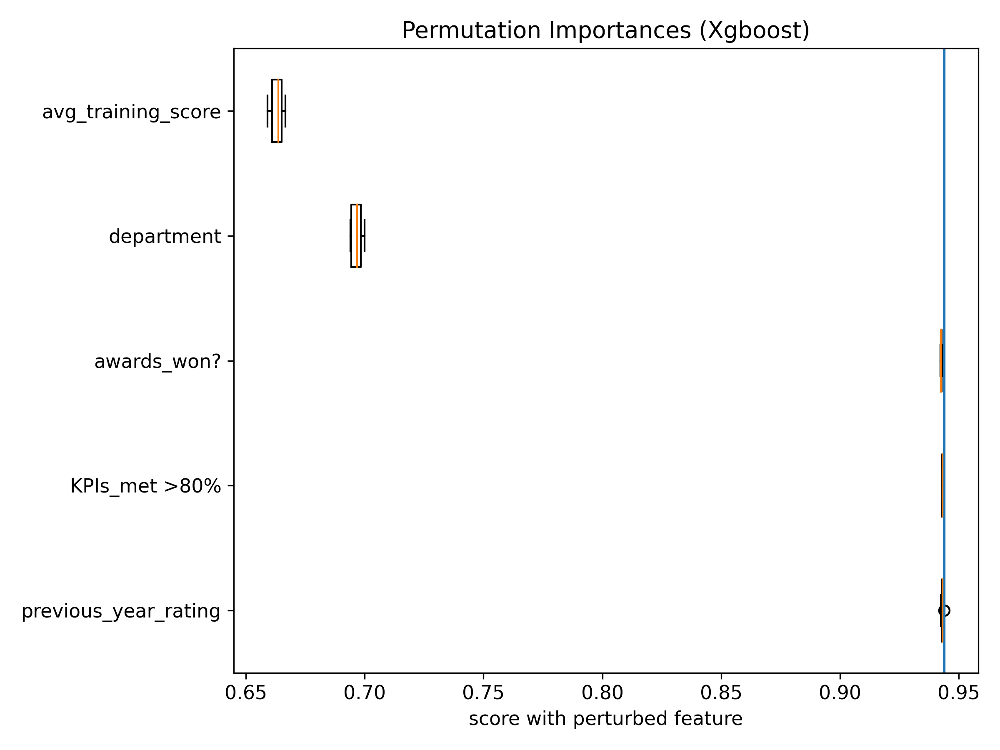 Permutation Importances (Xgboost)
avg_training_score
department
awards_won?
KPIs_met >80%
previous_year_rating
0.65 0.70 0.75 0.80 0.85 0.90 0.95
score with perturbed feature